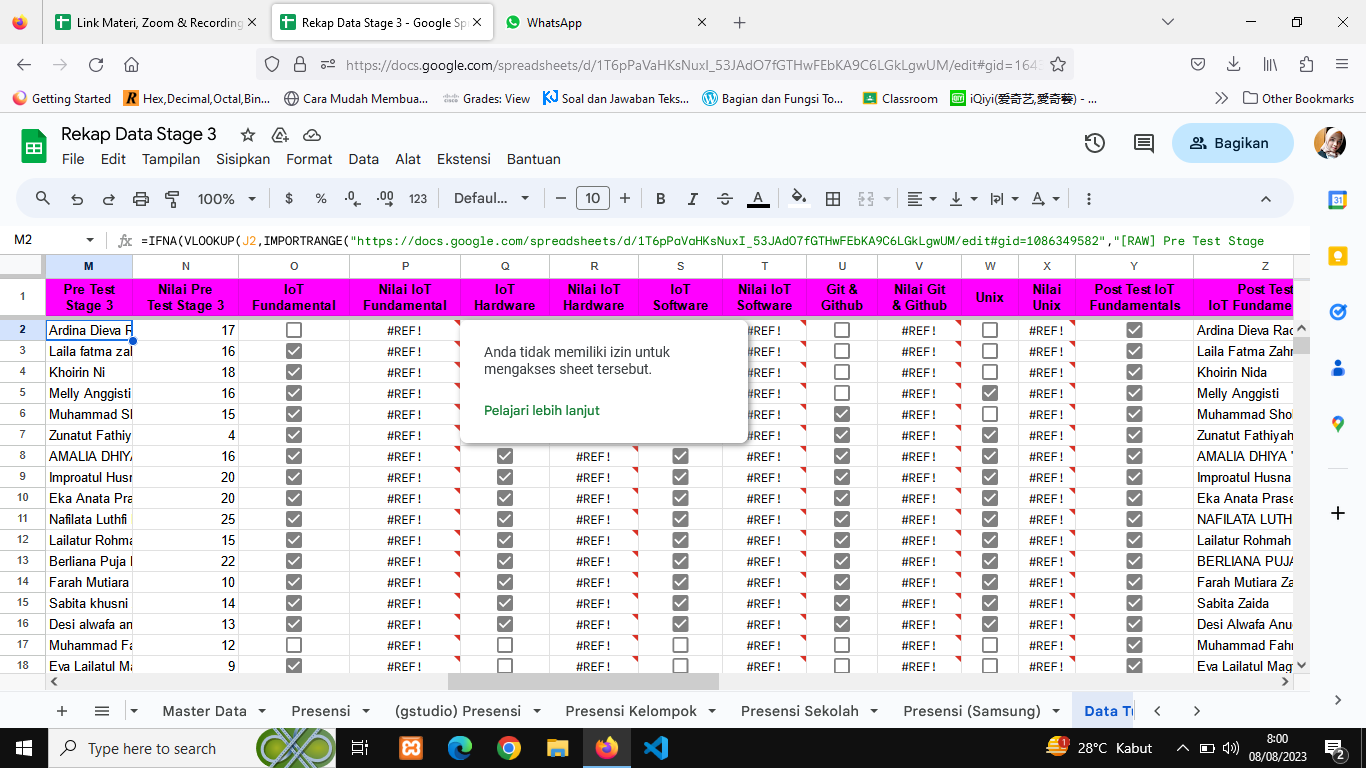 Link Materi, Zoom & Recording
Rekap Data Stage 3 - Google Sp
WhatsApp
https://docs.google.com/spreadsheets/d/1T6pPaVaHKsNuxI_53JAdO7fGTHwFEbKA9C6LGkLgwUM/edit#gid=164
Getting Started
Hex,Decimal,Octal,Bin...
Cara Mudah Membua...
Grades: View
Soal dan Jawaban Teks...
Bagian dan Fungsi To...
Classroom
iQiyi(爱奇艺,愛奇藝) - ...
Other Bookmarks
Rekap Data Stage 3
File Edit Tampilan Sisipkan Format Data Alat Ekstensi Bantuan
Bagikan
100% $ % .0 .00 123 Defaul... 10 B I A
M2
=IFNA(VLOOKUP(J2,IMPORTRANGE("https://docs.google.com/spreadsheets/d/1T6pPaVaHKsNuxI_53JAdO7fGTHwFEbKA9C6LGkLgwUM/edit#gid=1086349582","[RAW] Pre Test Stage
M N O P Q R S T U V W X Y Z
1 Pre Test Stage 3 Nilai Pre Test Stage 3 IoT Fundamental Nilai IoT Fundamental IoT Hardware Nilai IoT Hardware IoT Software Nilai IoT Software Git & Github Nilai Git & Github Unix Nilai Unix Post Test IoT Fundamentals Post Test IoT Fundame
2 Ardina Dieva R 17 #REF! #REF! #REF! #REF! Ardina Dieva Rac
3 Laila fatma zal 16 #REF! #REF! #REF! #REF! Laila Fatma Zahr
4 Khoirin Ni 18 #REF! #REF! #REF! #REF! Khoirin Nida
5 Melly Anggisti 16 #REF! #REF! #REF! #REF! Melly Anggisti
6 Muhammad Sl 15 #REF! #REF! #REF! #REF! Muhammad Sho
7 Zunatut Fathiy 4 #REF! #REF! #REF! #REF! Zunatut Fathiyah
8 AMALIA DHIY 16 #REF! #REF! #REF! #REF! #REF! AMALIA DHIYA '
9 Improatul Husr 20 #REF! #REF! #REF! #REF! #REF! Improatul Husna
10 Eka Anata Pra 20 #REF! #REF! #REF! #REF! #REF! Eka Anata Prase
11 Nafilata Luthfi 25 #REF! #REF! #REF! #REF! #REF! NAFILATA LUTH
12 Lailatur Rohma 15 #REF! #REF! #REF! #REF! #REF! Lailatur Rohmah
13 Berliana Puja 22 #REF! #REF! #REF! #REF! #REF! BERLIANA PUJA
14 Farah Mutiara 10 #REF! #REF! #REF! #REF! #REF! Farah Mutiara Za
15 Sabita khusni 14 #REF! #REF! #REF! #REF! #REF! Sabita Zaida
16 Desi alwafa an 13 #REF! #REF! #REF! #REF! #REF! Desi Alwafa Anu
17 Muhammad Fa 12 #REF! #REF! #REF! #REF! #REF! Muhammad Fahr
18 Eva Lailatul Ma 9 #REF! #REF! #REF! #REF! #REF! Eva Lailatul Mag
Anda tidak memiliki izin untuk
mengakses sheet tersebut.
Pelajari lebih lanjut
Master Data Presensi (gstudio) Presensi Presensi Kelompok Presensi Sekolah Presensi (Samsung) Data Tu
31
Type here to search
1
28°C Kabut
8:00
08/08/2023
2